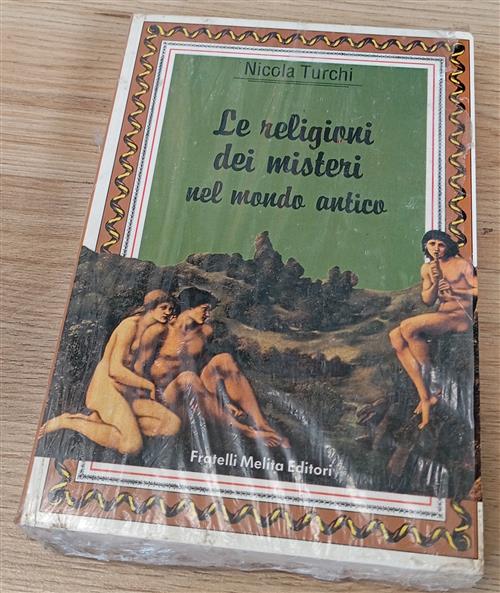 Nicola Turchi
Le religioni
dei misteri
nel mondo antico
Fratelli Melita Editori